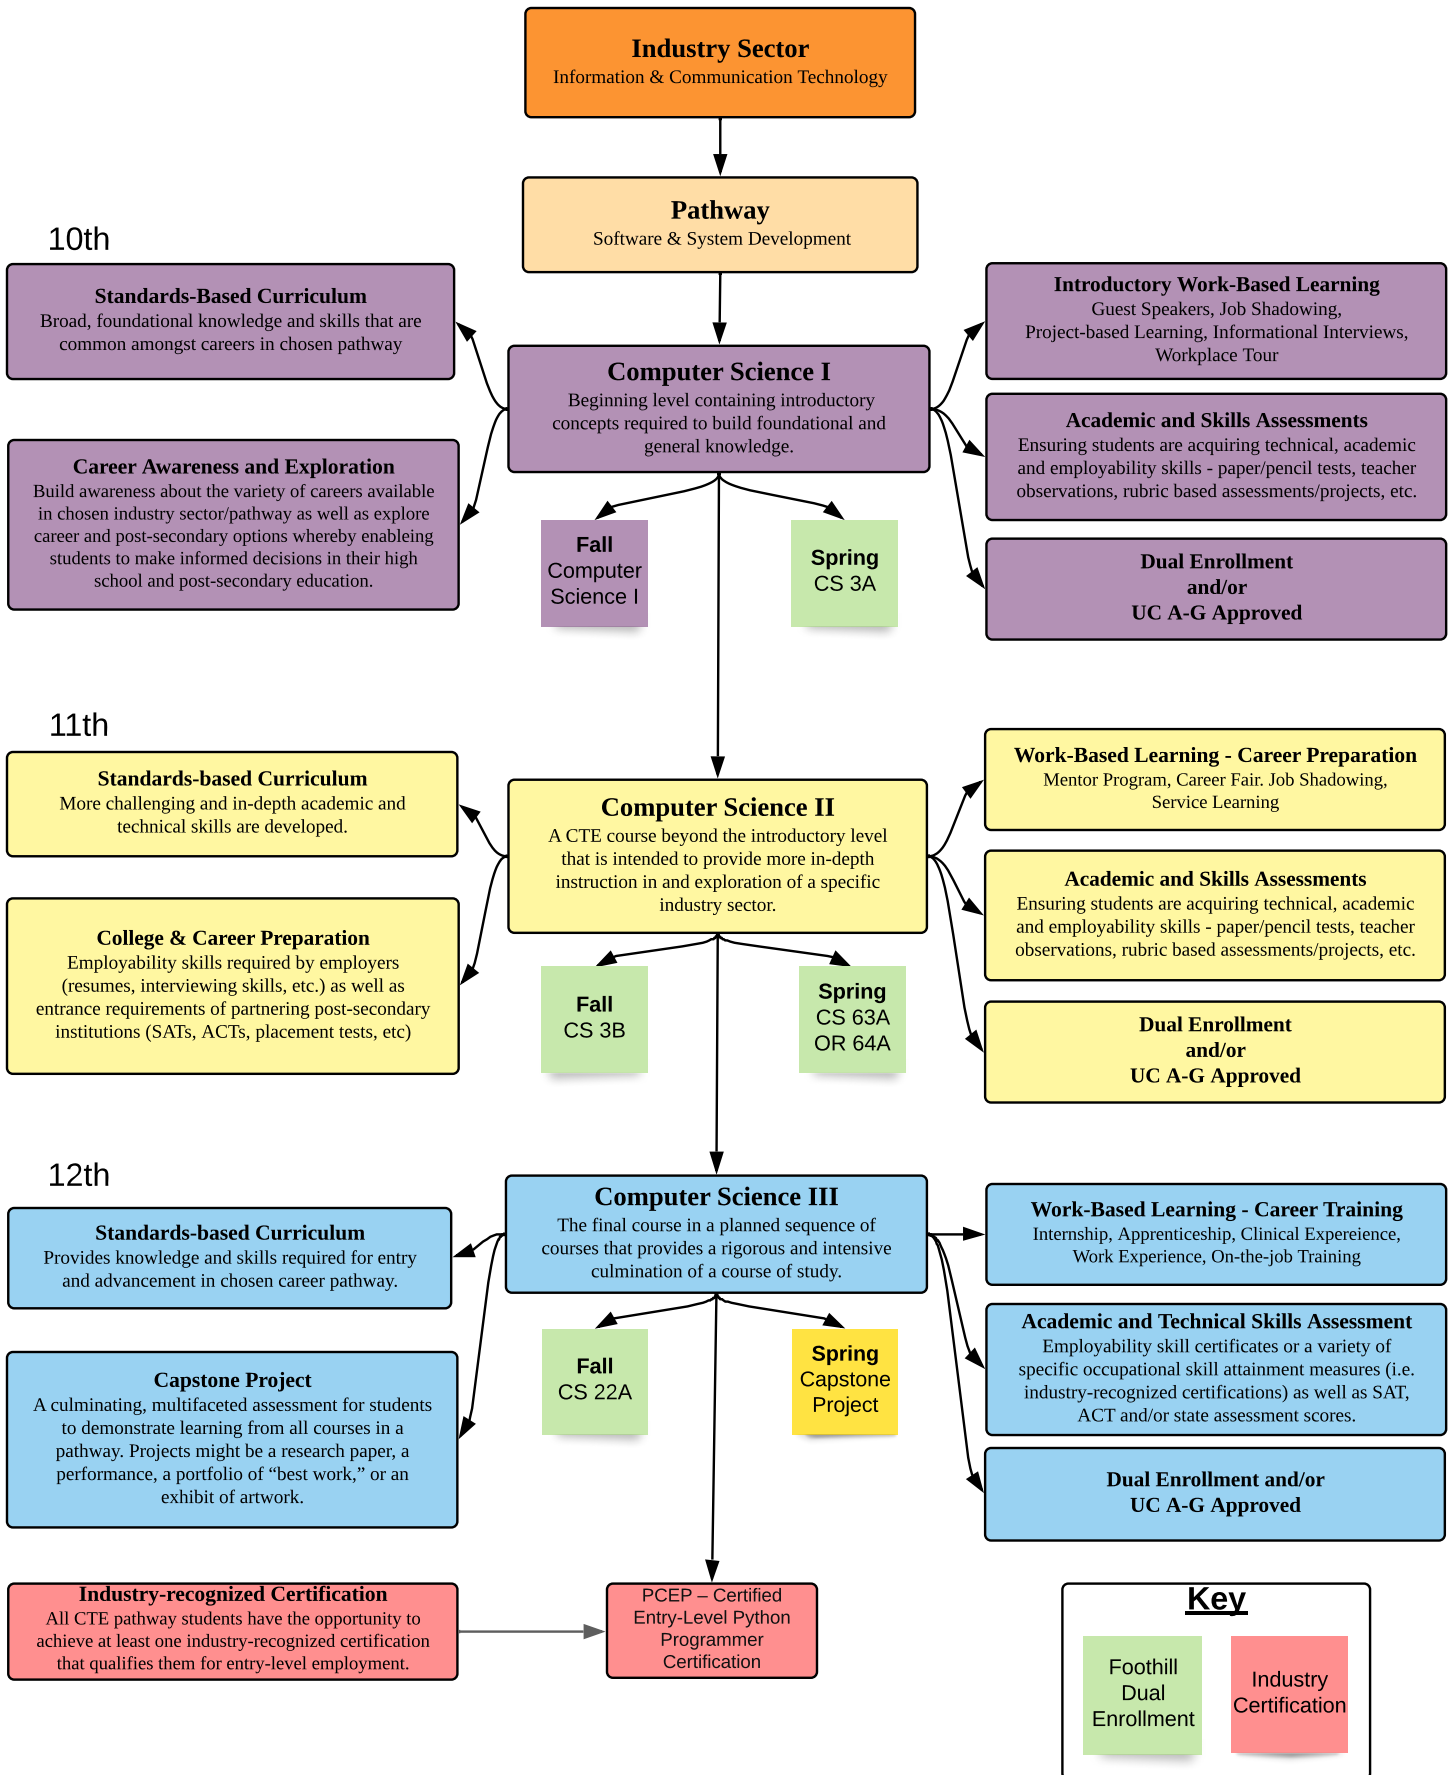 Industry Sector
Information & Communication Technology
Pathway
Software & System Development
10th
Standards-Based Curriculum
Broad, foundational knowledge and skills that are
common amongst careers in chosen pathway
Career Awareness and Exploration
Build awareness about the variety of careers available
in chosen industry sector/pathway as well as explore
career and post-secondary options whereby enableing
students to make informed decisions in their high
school and post-secondary education.
Computer Science I
Beginning level containing introductory
concepts required to build foundational and
general knowledge.
Fall
Computer
Science I
Spring
CS 3A
Introductory Work-Based Learning
Guest Speakers, Job Shadowing,
Project-based Learning, Informational Interviews,
Workplace Tour
Academic and Skills Assessments
Ensuring students are acquiring technical, academic
and employability skills - paper/pencil tests, teacher
observations, rubric based assessments/projects, etc.
Dual Enrollment
and/or
UC A-G Approved
11th
Standards-based Curriculum
More challenging and in-depth academic and
technical skills are developed.
College & Career Preparation
Employability skills required by employers
(resumes, interviewing skills, etc.) as well as
entrance requirements of partnering post-secondary
institutions (SATs, ACTs, placement tests, etc)
Computer Science II
A CTE course beyond the introductory level
that is intended to provide more in-depth
instruction in and exploration of a specific
industry sector.
Fall
CS 3B
Spring
CS 63A
OR 64A
Work-Based Learning - Career Preparation
Mentor Program, Career Fair. Job Shadowing,
Service Learning
Academic and Skills Assessments
Ensuring students are acquiring technical, academic
and employability skills - paper/pencil tests, teacher
observations, rubric based assessments/projects, etc.
Dual Enrollment
and/or
UC A-G Approved
12th
Standards-based Curriculum
Provides knowledge and skills required for entry
and advancement in chosen career pathway.
Capstone Project
A culminating, multifaceted assessment for students
to demonstrate learning from all courses in a
pathway. Projects might be a research paper, a
performance, a portfolio of “best work,” or an
exhibit of artwork.
Computer Science III
The final course in a planned sequence of
courses that provides a rigorous and intensive
culmination of a course of study.
Fall
CS 22A
Spring
Capstone
Project
Work-Based Learning - Career Training
Internship, Apprenticeship, Clinical Expereience,
Work Experience, On-the-job Training
Academic and Technical Skills Assessment
Employability skill certificates or a variety of
specific occupational skill attainment measures (i.e.
industry-recognized certifications) as well as SAT,
ACT and/or state assessment scores.
Dual Enrollment and/or
UC A-G Approved
Industry-recognized Certification
All CTE pathway students have the opportunity to
achieve at least one industry-recognized certification
that qualifies them for entry-level employment.
PCEP – Certified
Entry-Level Python
Programmer
Certification
Key
Foothill
Dual
Enrollment
Industry
Certification